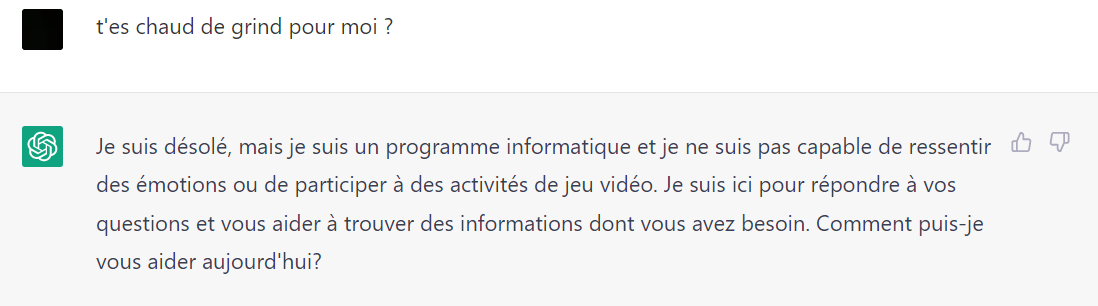 t'es chaud de grind pour moi ?
Je suis désolé, mais je suis un programme informatique et je ne suis pas capable de ressentir
des émotions ou de participer à des activités de jeu vidéo. Je suis ici pour répondre à vos
questions et vous aider à trouver des informations dont vous avez besoin. Comment puis-je
vous aider aujourd'hui?